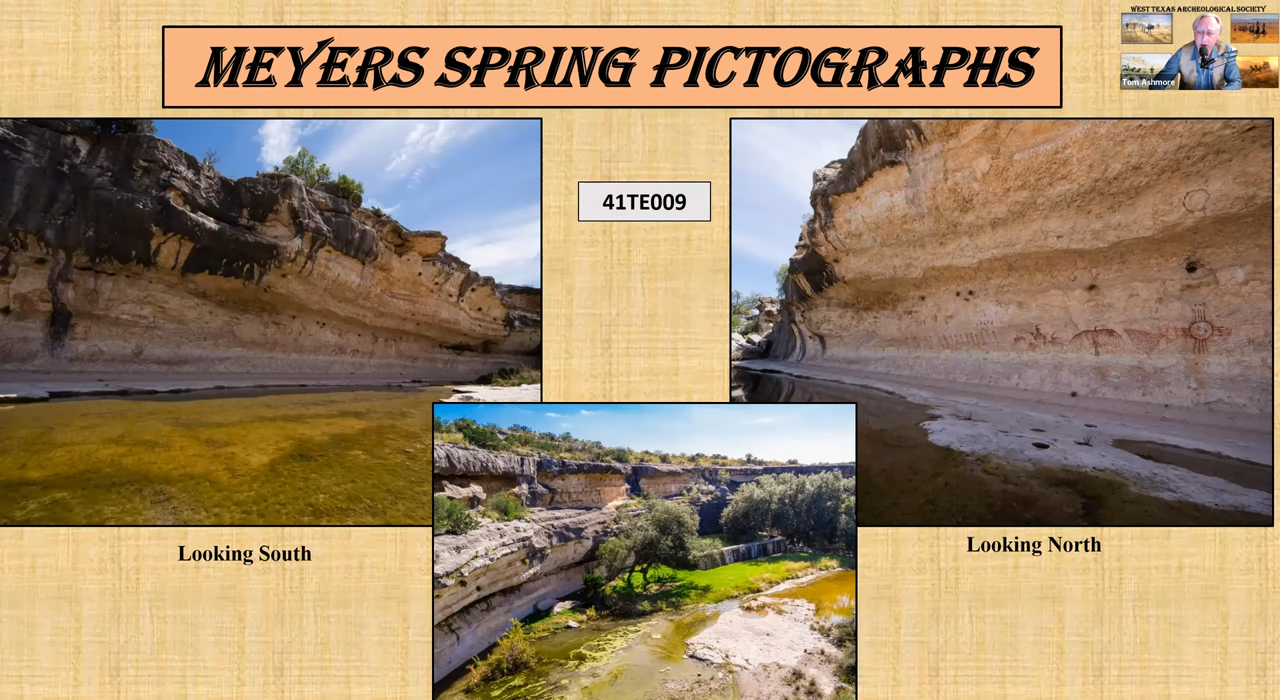 WEST TEXAS ARCHEOLOGICAL SOCIETY
MEYERS SPRING PICTOGRAPHS
Tom Ashmore
41TE009
Looking South
Looking North